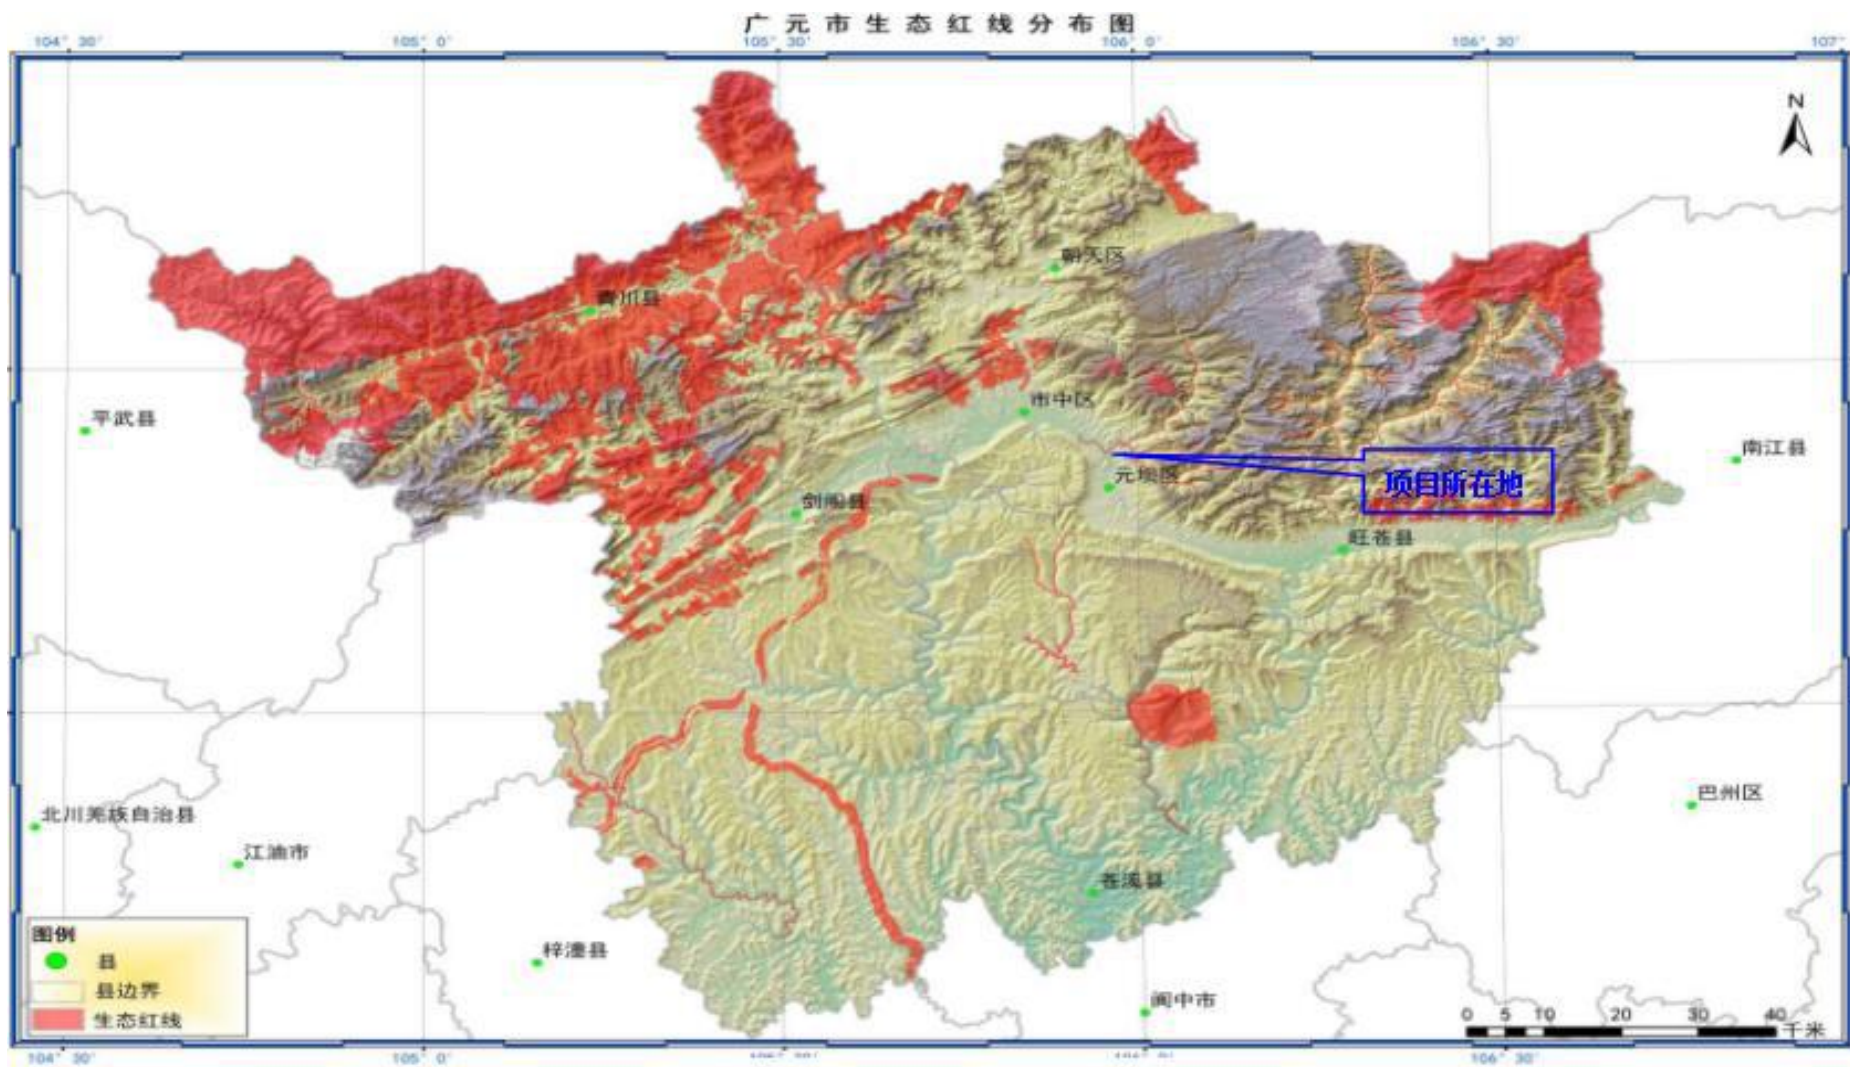 广元市生态红线分布图
104° 30'
105° 0'
105° 30'
106° 0'
106° 30'
107°
N
朝天区
青川县
平武县
市中区
南江县
元坝区
项目所在地
剑阁县
旺苍县
巴州区
北川羌族自治县
江油市
苍溪县
梓潼县
阆中市
图例
县
县边界
生态红线
0 5 10 20 30 40
千米
104° 30'
105° 0'
106° 30'